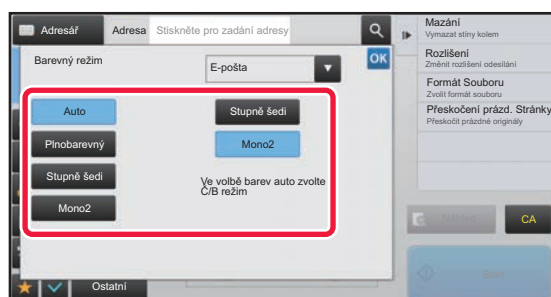 Adresář
Adresa
Stiskněte pro zadání adresy
Barevný režim
E-pošta
OK
Auto
Plnobarevný
Stupně šedi
Mono2
Stupně šedi
Mono2
Ve volbě barev auto zvolte
Č/B režim
Ostatní
Mazání
Vymazat stíny kolem
Rozlišení
Změnit rozlišení odesílání
Formát Souboru
Zvolit formát souboru
Přeskočení prázd. Stránky
Přeskočit prázdné originály
Náhled
CA
Start